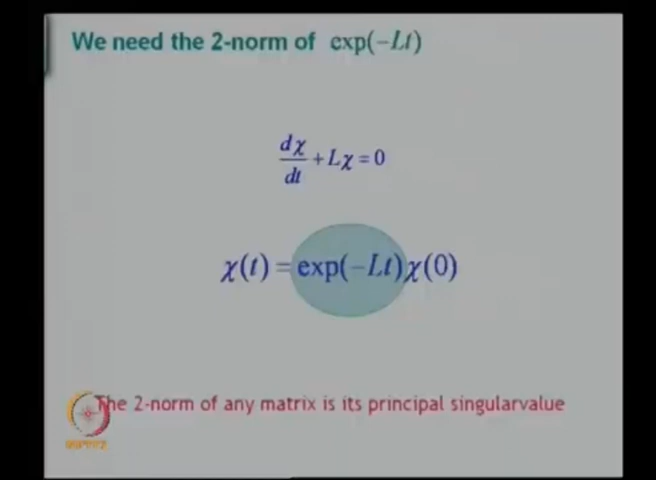 We need the 2-norm of exp(−Lt)
dχ/dt + Lχ = 0
χ(t) = exp(−Lt)χ(0)
The 2-norm of any matrix is its principal singularvalue